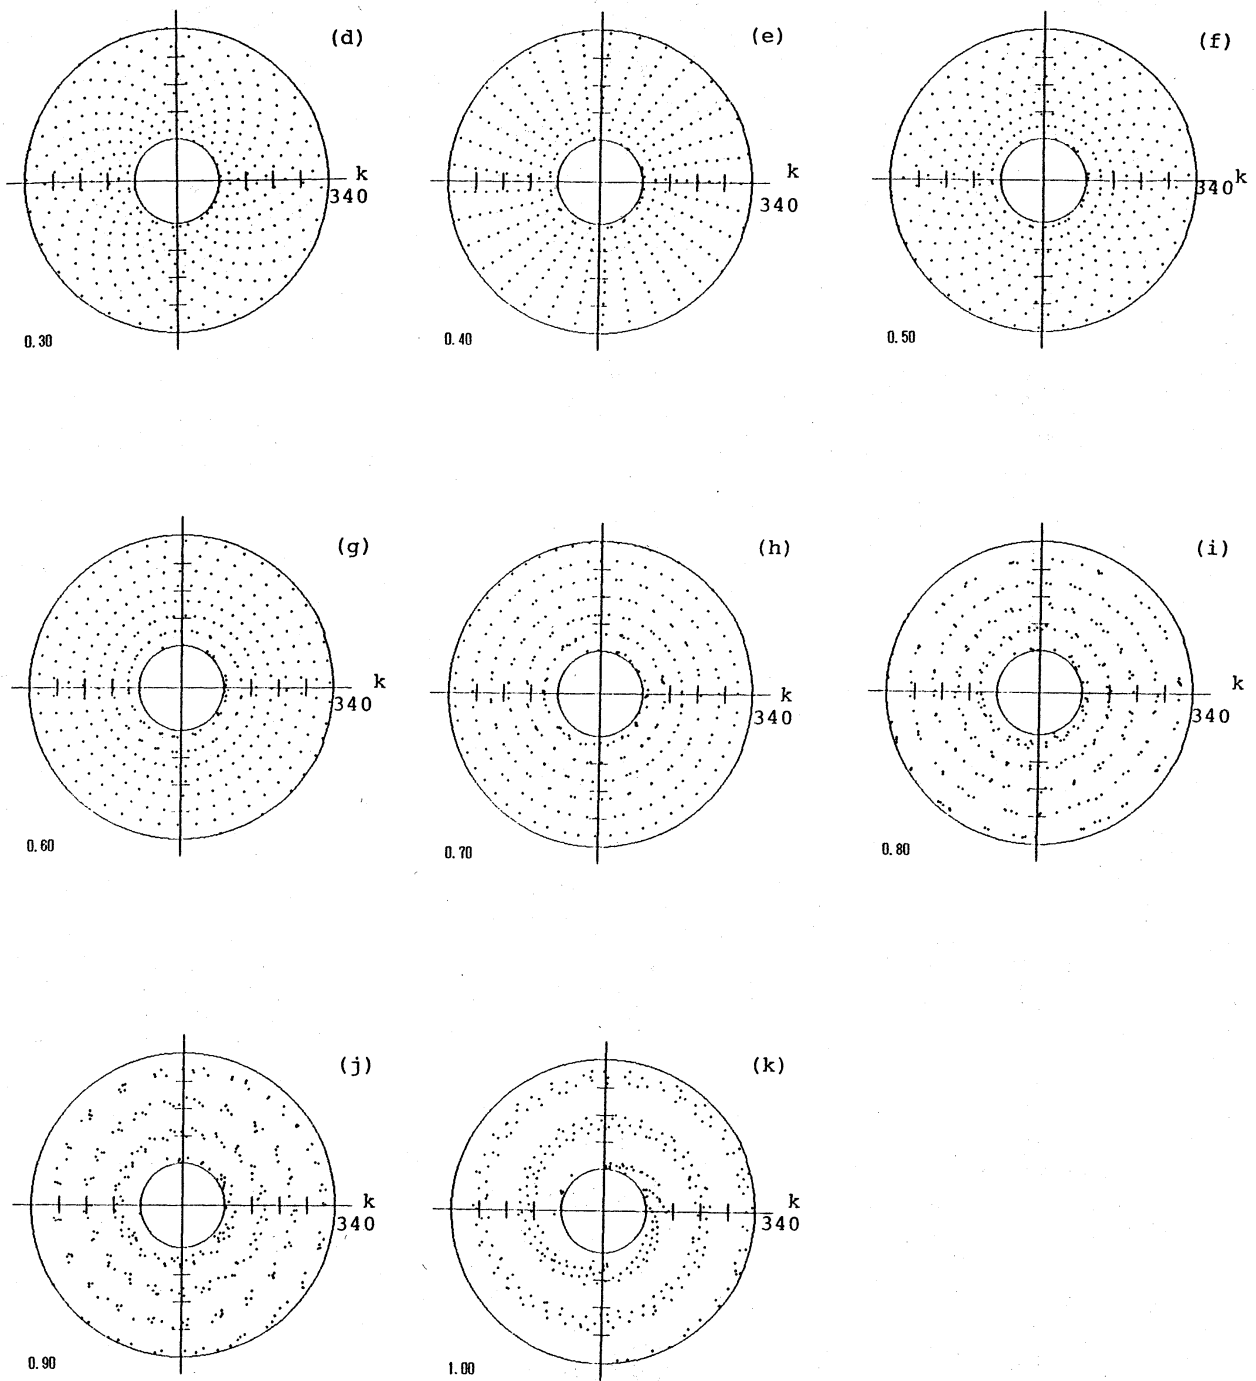 (d) (e) (f)
k k
340 340 340 k
0.30 0.40 0.50
(g) (h) (i)
k k k
340 340 340
0.60 0.70 0.80
(j) (k)
k k
340 340
0.90 1.00